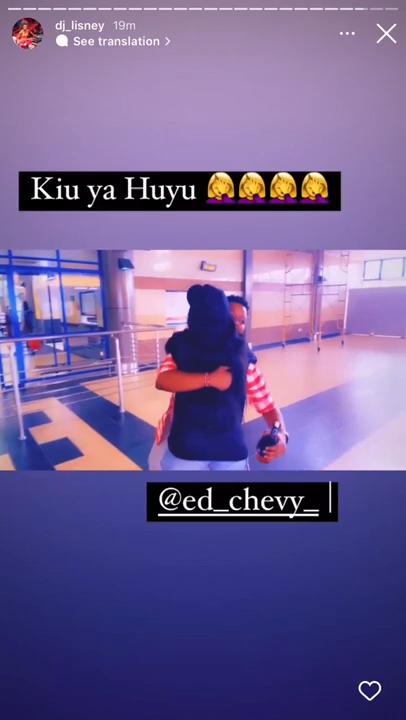 dj_lisney 19m
See translation >
Kiu ya Huyu 🤦‍♀️🤦‍♀️🤦‍♀️🤦‍♀️
@ed_chevy_